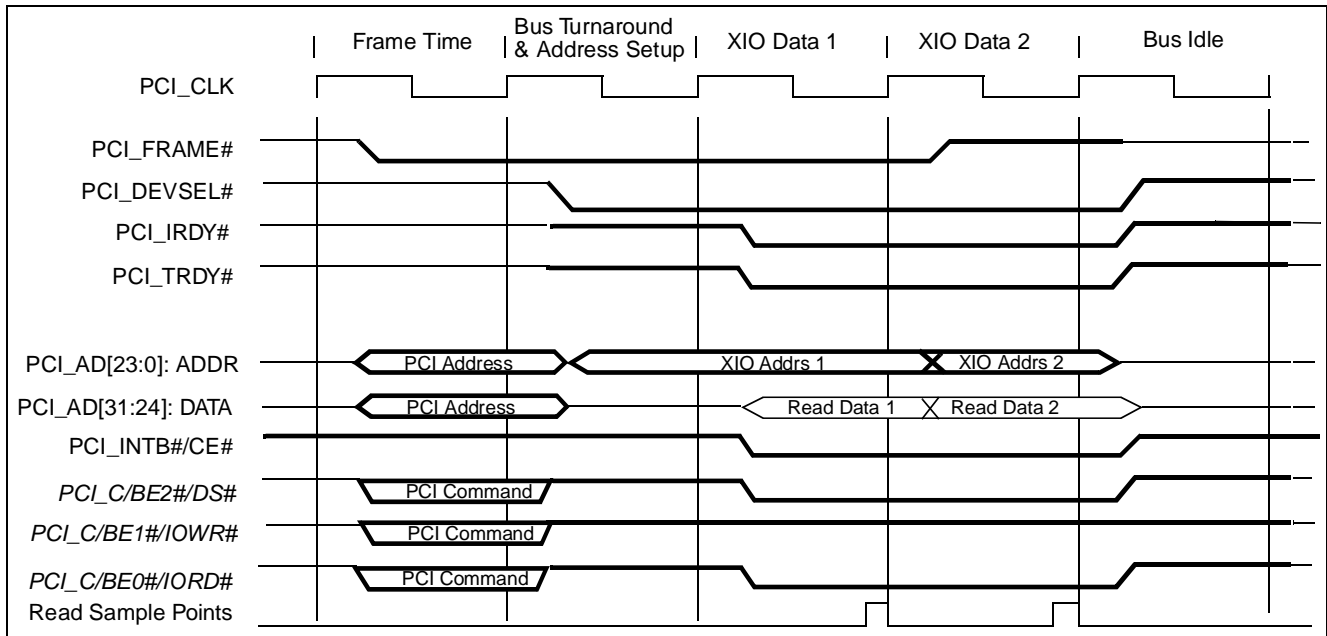 Frame Time
Bus Turnaround
& Address Setup
XIO Data 1
XIO Data 2
Bus Idle
PCI_CLK
PCI_FRAME#
PCI_DEVSEL#
PCI_IRDY#
PCI_TRDY#
PCI_AD[23:0]: ADDR
PCI Address
XIO Addrs 1
XIO Addrs 2
PCI_AD[31:24]: DATA
PCI Address
Read Data 1
Read Data 2
PCI_INTB#/CE#
PCI_C/BE2#/DS#
PCI Command
PCI_C/BE1#/IOWR#
PCI Command
PCI_C/BE0#/IORD#
PCI Command
Read Sample Points